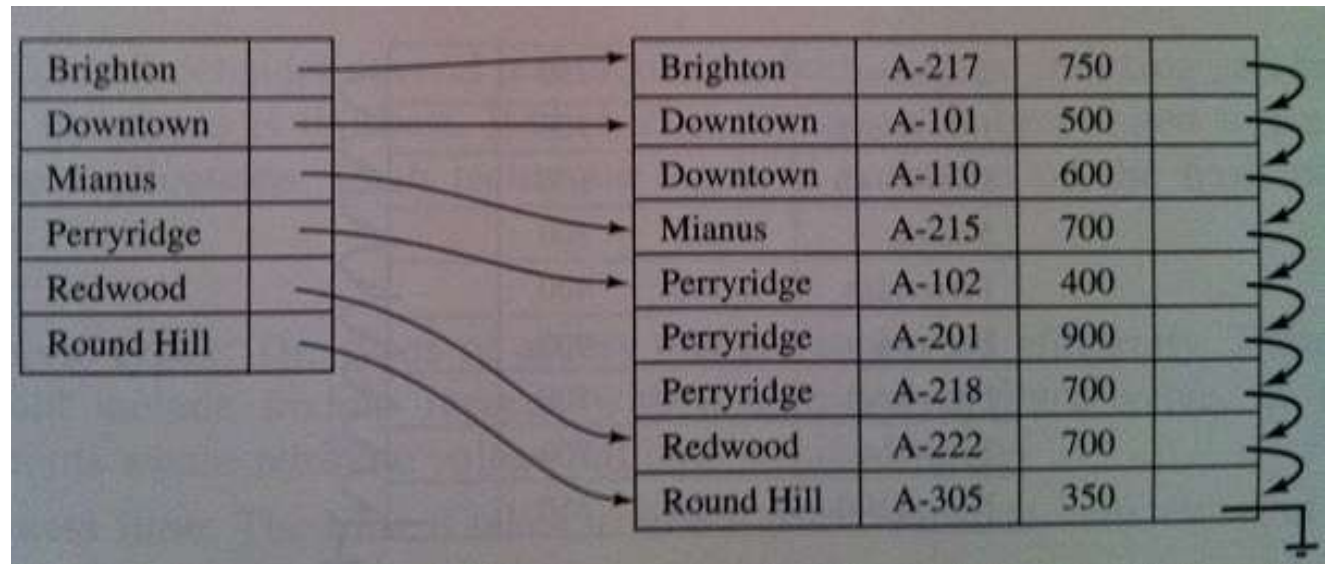 Brighton
Downtown
Mianus
Perryridge
Redwood
Round Hill
Brighton A-217 750
Downtown A-101 500
Downtown A-110 600
Mianus A-215 700
Perryridge A-102 400
Perryridge A-201 900
Perryridge A-218 700
Redwood A-222 700
Round Hill A-305 350